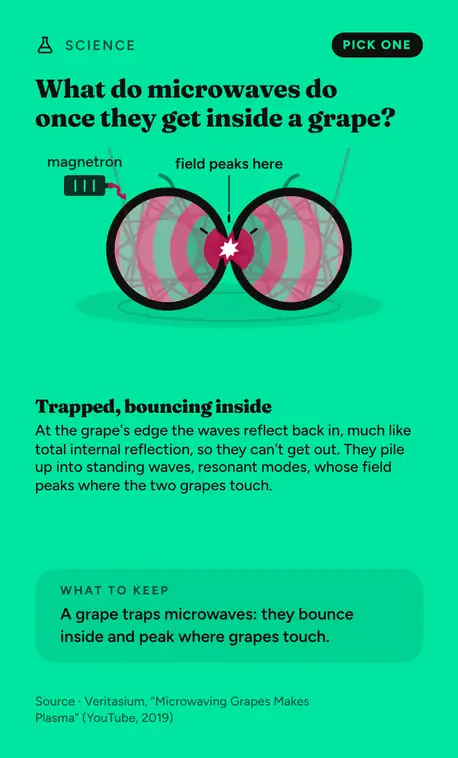 SCIENCE
PICK ONE
What do microwaves do
once they get inside a grape?
magnetron
field peaks here
Trapped, bouncing inside
At the grape's edge the waves reflect back in, much like
total internal reflection, so they can't get out. They pile
up into standing waves, resonant modes, whose field
peaks where the two grapes touch.
WHAT TO KEEP
A grape traps microwaves: they bounce
inside and peak where grapes touch.
Source · Veritasium, “Microwaving Grapes Makes
Plasma” (YouTube, 2019)